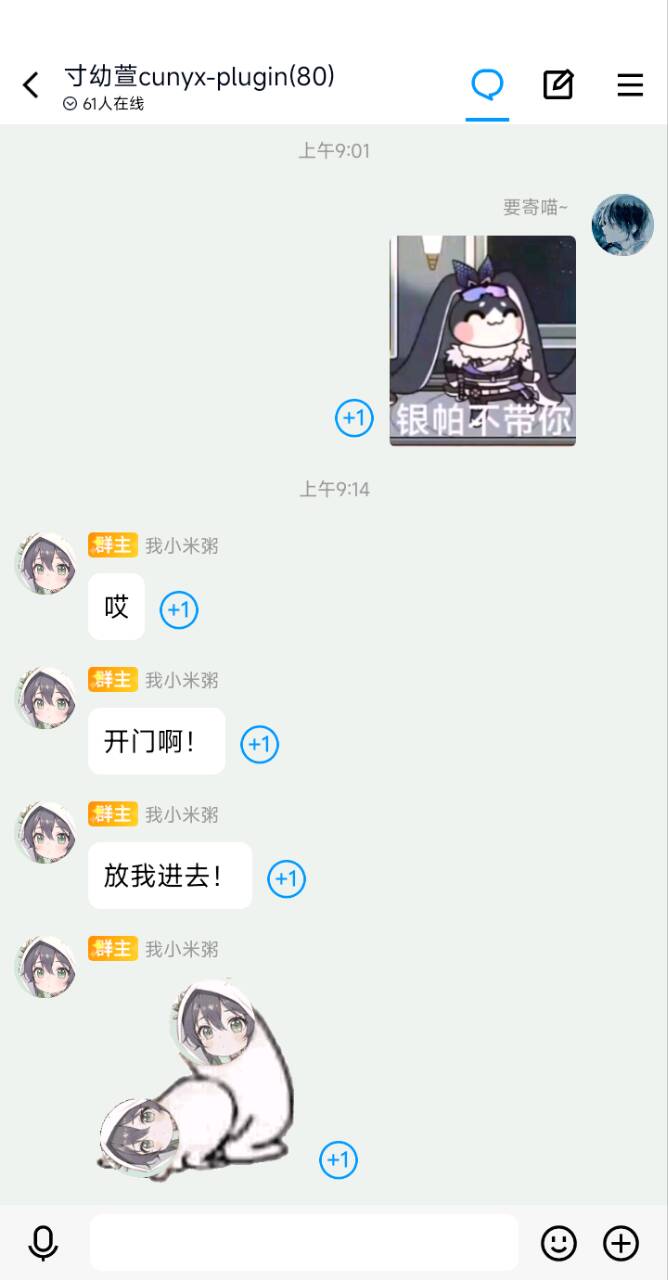 寸幼萱cunyx-plugin(80)
61人在线
上午9:01
要寄喵~
银帕不带你
+1
上午9:14
群主 我小米粥
哎
+1
群主 我小米粥
开门啊！
+1
群主 我小米粥
放我进去！
+1
群主 我小米粥
+1